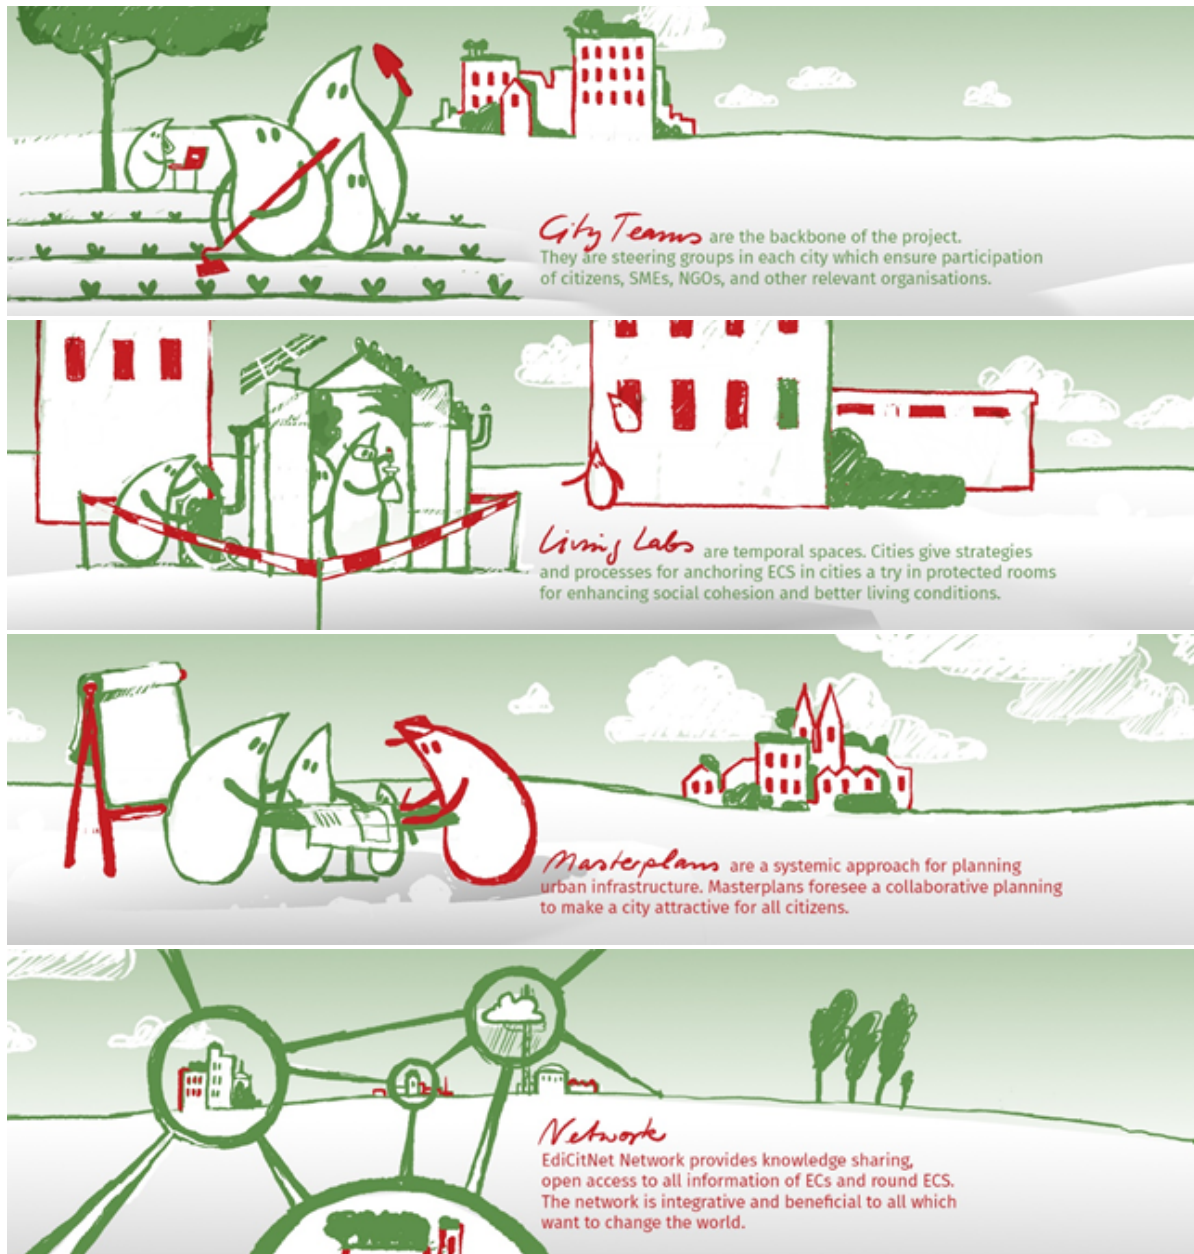 City Teams are the backbone of the project.
They are steering groups in each city which ensure participation
of citizens, SMEs, NGOs, and other relevant organisations.
Living Labs are temporal spaces. Cities give strategies
and processes for anchoring ECS in cities a try in protected rooms
for enhancing social cohesion and better living conditions.
Masterplans are a systemic approach for planning
urban infrastructure. Masterplans foresee a collaborative planning
to make a city attractive for all citizens.
Network
EdiCitNet Network provides knowledge sharing,
open access to all information of ECs and round ECS.
The network is integrative and beneficial to all which
want to change the world.